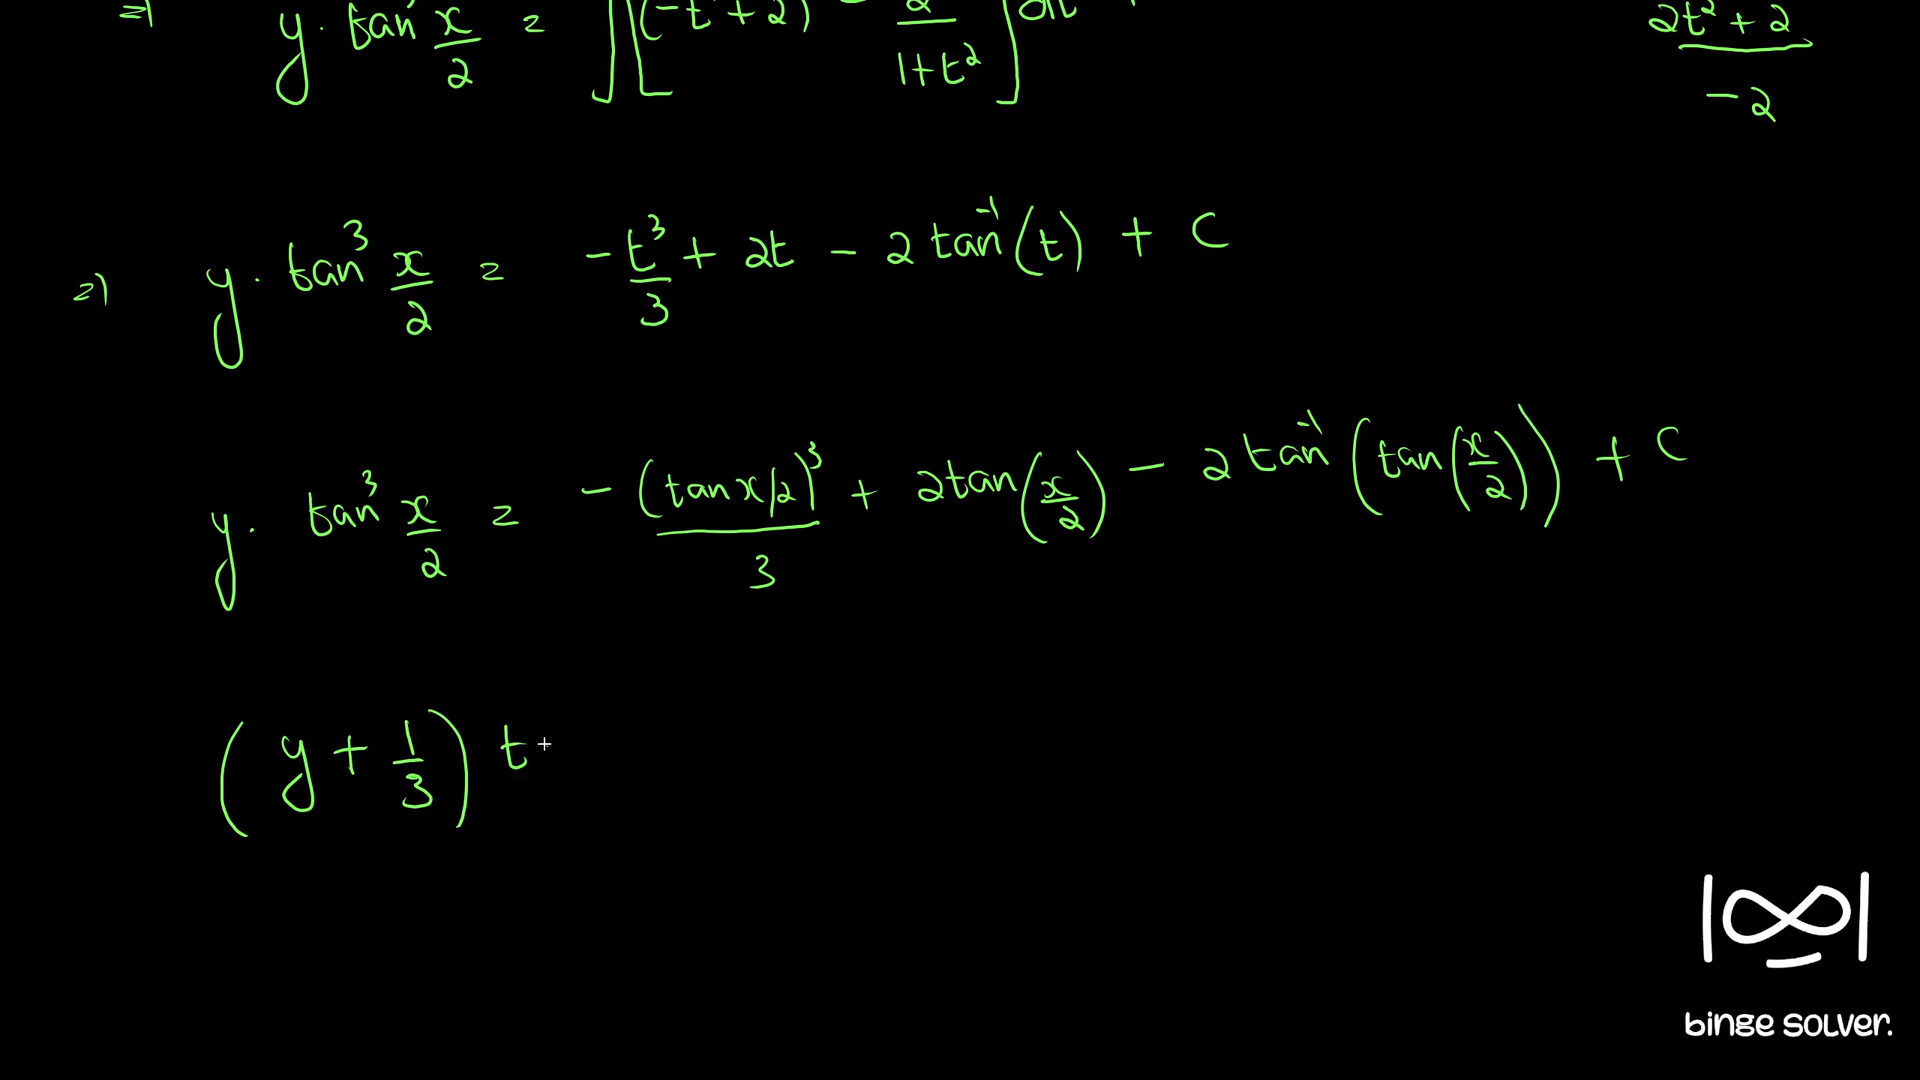 =) y · tan x/2 = ∫[(-t + 2) - 2/(1+t²)]
2t² + 2
- 2
=) y · tan³ x/2 = -t³/3 + 2t - 2 tan⁻¹(t) + C
y · tan³ x/2 = - (tan x/2)³/3 + 2tan(x/2) - 2 tan⁻¹(tan(x/2)) + C
(y + 1/3) t
binge solver.